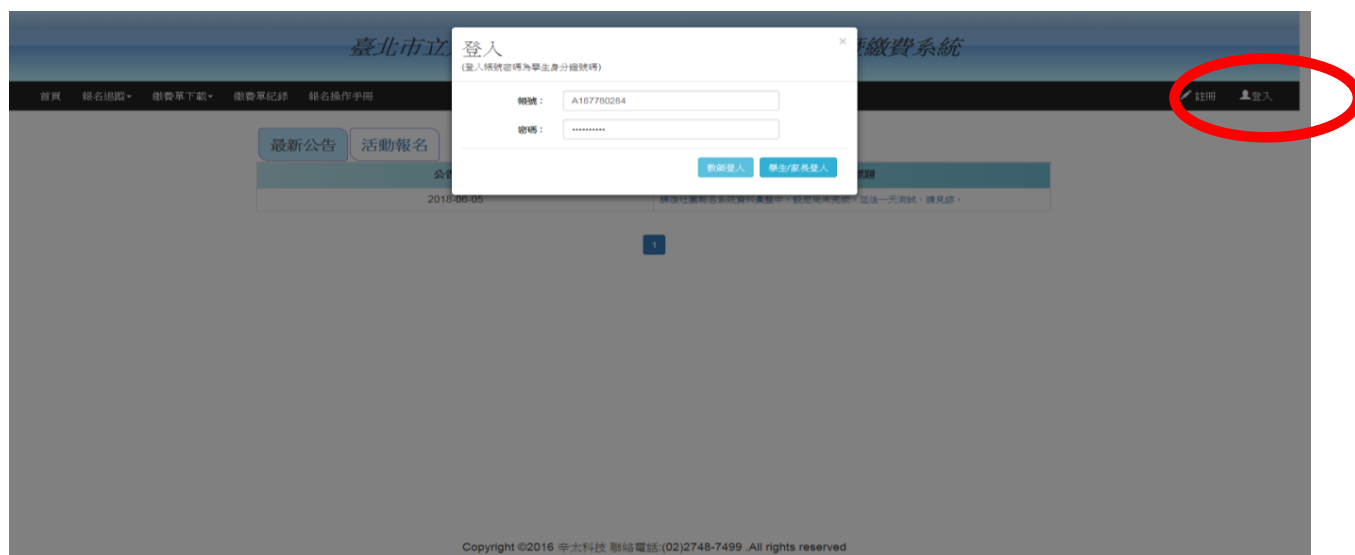 臺北市立
繳費系統
登入
×
(登入帳號密碼為學生身分證號碼)
首頁 報名追蹤 繳費單下載 繳費單紀錄 報名操作手冊
註冊 登入
帳號: A187780284
密碼: ••••••••••
最新公告 活動報名
教師登入 學生/家長登入
2018-06-05
1
Copyright ©2016 辛太科技 聯絡電話:(02)2748-7499 .All rights reserved